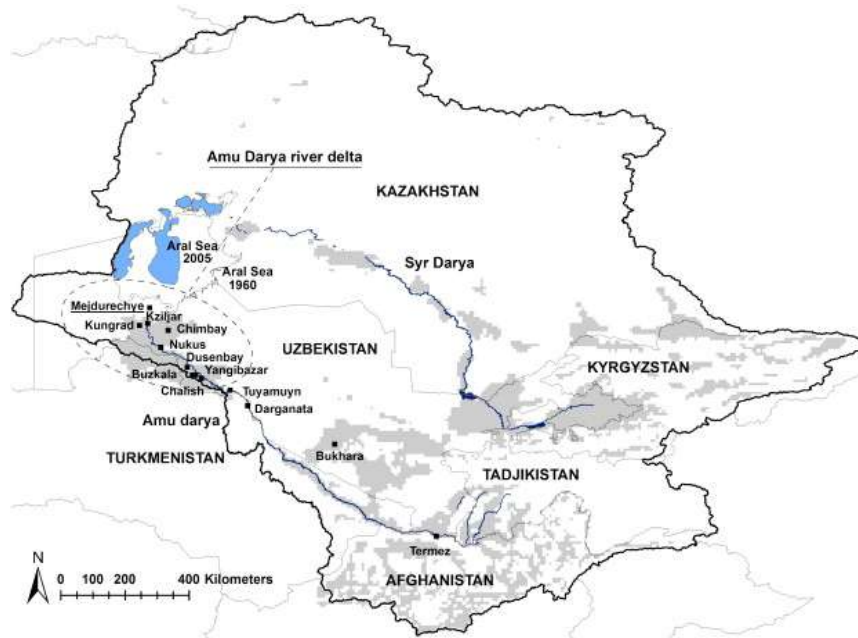 Amu Darya river delta
KAZAKHSTAN
Aral Sea
2005
Syr Darya
Aral Sea
1960
Mejdurechye
Kziljar
Kungrad
Chimbay
Nukus
UZBEKISTAN
Dusenbay
KYRGYZSTAN
Buzkala
Yangibazar
Chalish
Tuyamuyn
Darganata
Amu darya
Bukhara
TURKMENISTAN
TADJIKISTAN
Termez
N
AFGHANISTAN
0 100 200 400 Kilometers